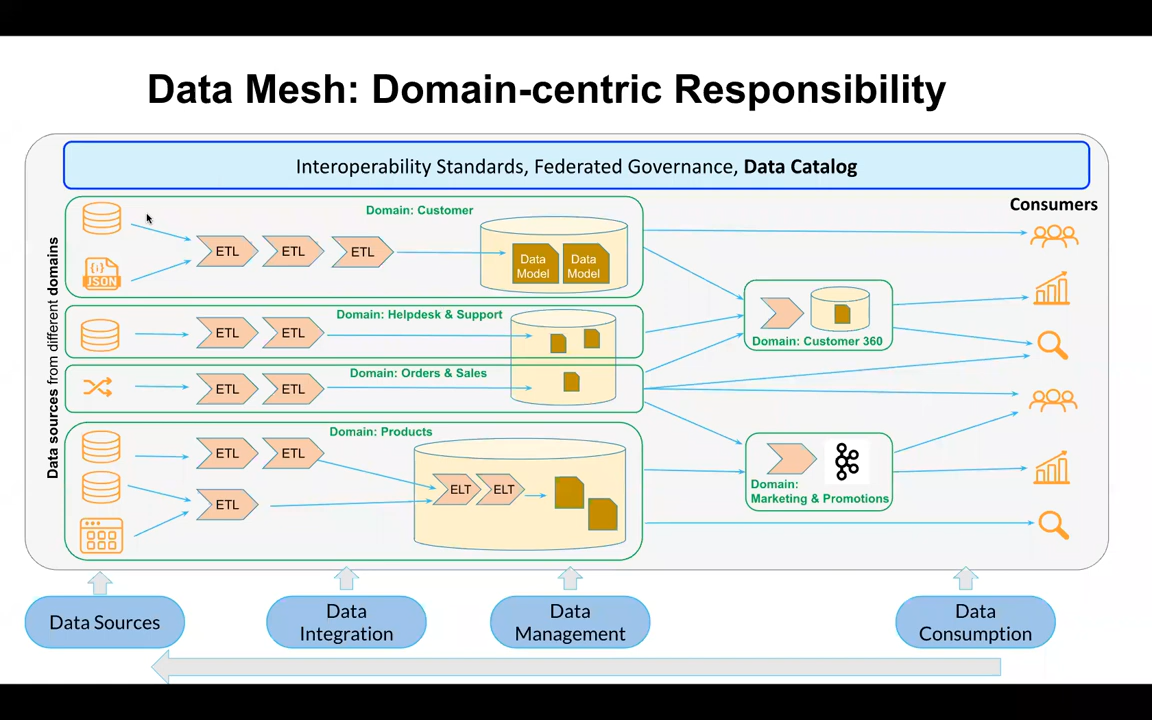 Data Mesh: Domain-centric Responsibility
Interoperability Standards, Federated Governance, Data Catalog
Consumers
Data sources from different domains
Domain: Customer
{i}
JSON
ETL
ETL
ETL
Data
Model
Data
Model
Domain: Helpdesk & Support
ETL
ETL
Domain: Orders & Sales
ETL
ETL
Domain: Customer 360
Domain: Products
ETL
ETL
ETL
ELT
ELT
Domain:
Marketing & Promotions
Data Sources
Data
Integration
Data
Management
Data
Consumption